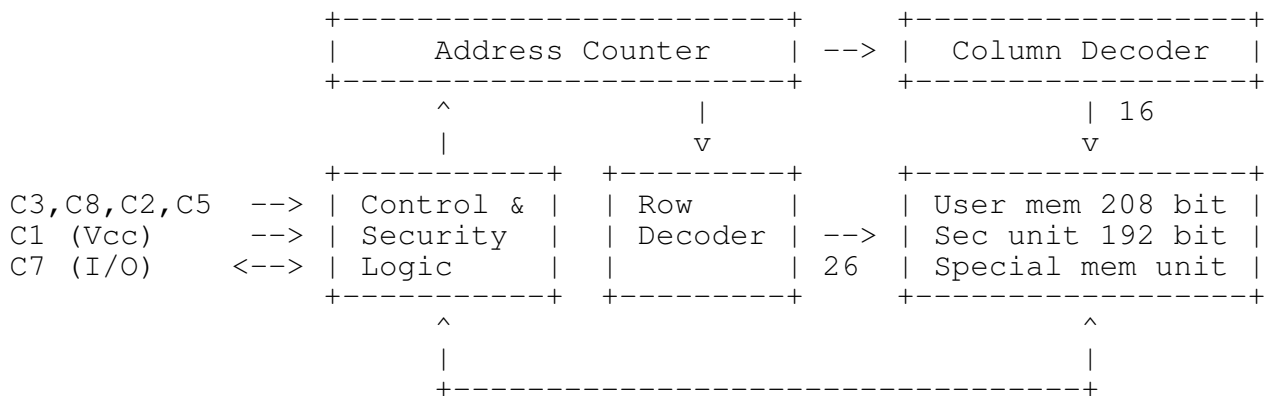 +------------------------+     +------------------+
|     Address Counter    | --> |  Column Decoder  |
+------------------------+     +------------------+
^             |                    | 16
|             v                    v
+-----------+  +---------+     +------------------+
C3,C8,C2,C5  --> | Control & |  | Row     |     | User mem 208 bit |
C1 (Vcc)     --> | Security  |  | Decoder | --> | Sec unit 192 bit |
C7 (I/O)    <--> | Logic     |  |         | 26  | Special mem unit |
+-----------+  +---------+     +------------------+
^                                  ^
|                                  |
+----------------------------------+